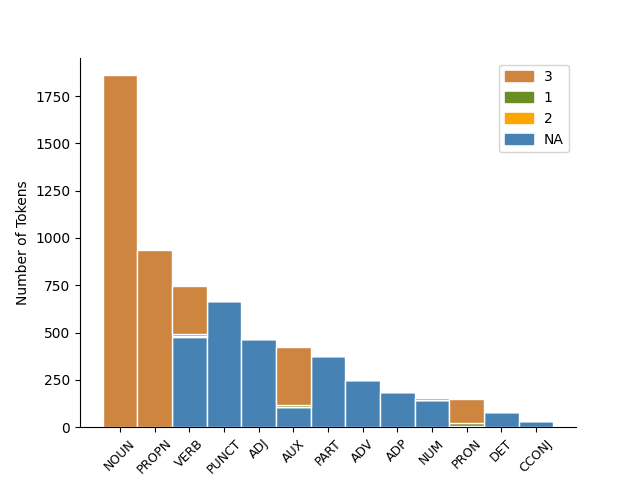 3
1
2
NA
Number of Tokens
1750
1500
1250
1000
750
500
250
0
NOUN
PROPN
VERB
PUNCT
ADJ
AUX
PART
ADV
ADP
NUM
PRON
DET
CCONJ